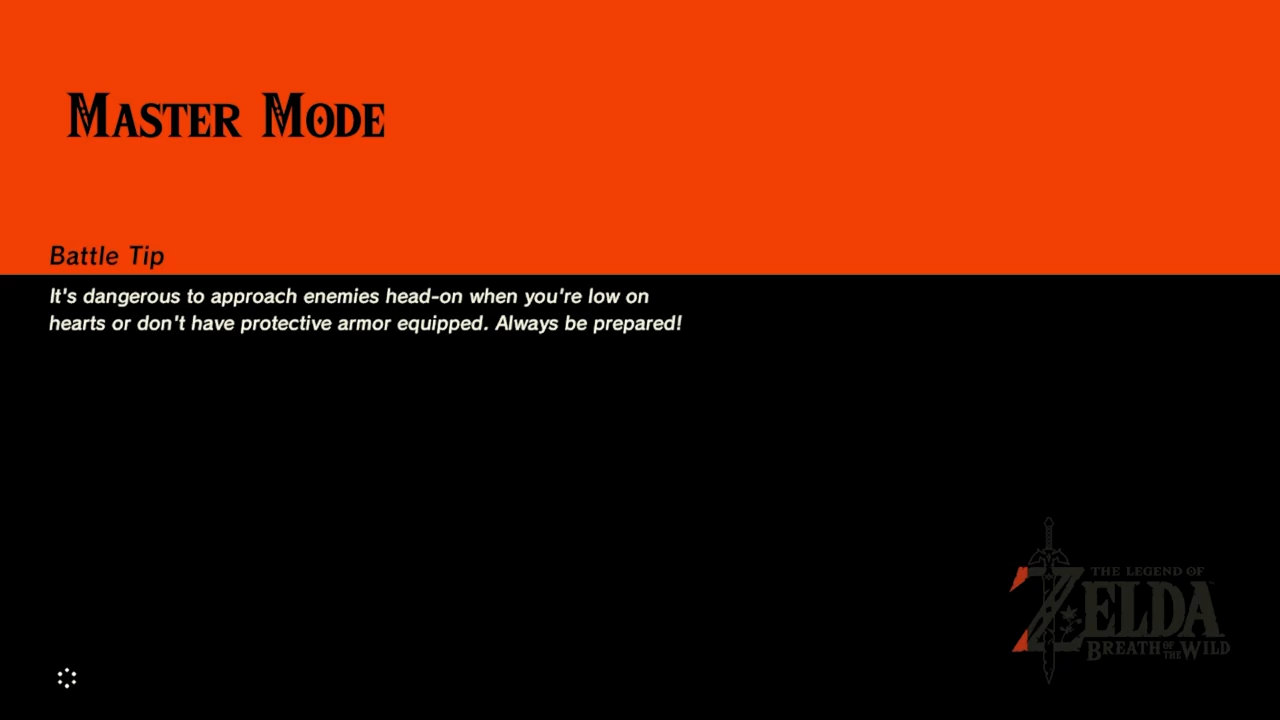 Master Mode
Battle Tip
It's dangerous to approach enemies head-on when you're low on
hearts or don't have protective armor equipped. Always be prepared!
THE LEGEND OF
ZELDA
BREATH OF THE WILD